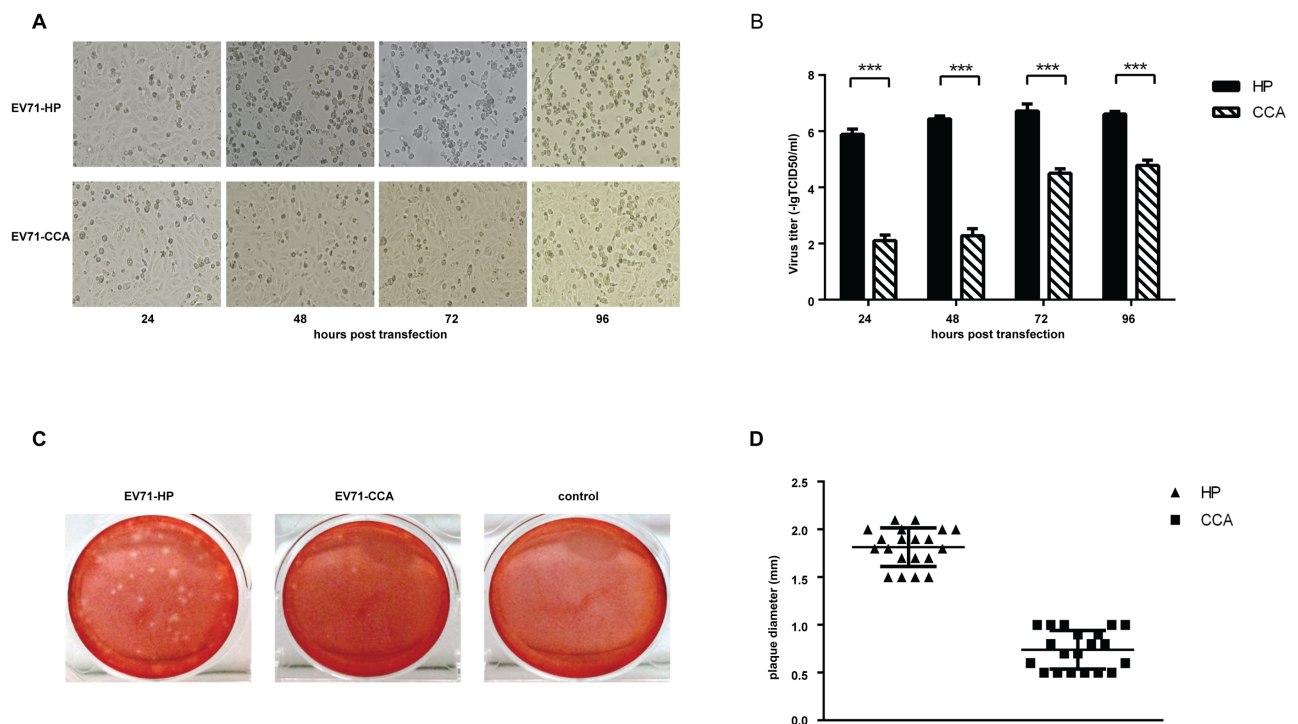 A
EV71-HP
EV71-CCA
24 48 72 96
hours post transfection
B
*** *** *** ***
HP
CCA
Virus titer (-lgTCID50/ml)
8
6
4
2
0
24 48 72 96
hours post transfection
C
EV71-HP EV71-CCA control
D
HP
CCA
plaque diameter (mm)
2.5
2.0
1.5
1.0
0.5
0.0